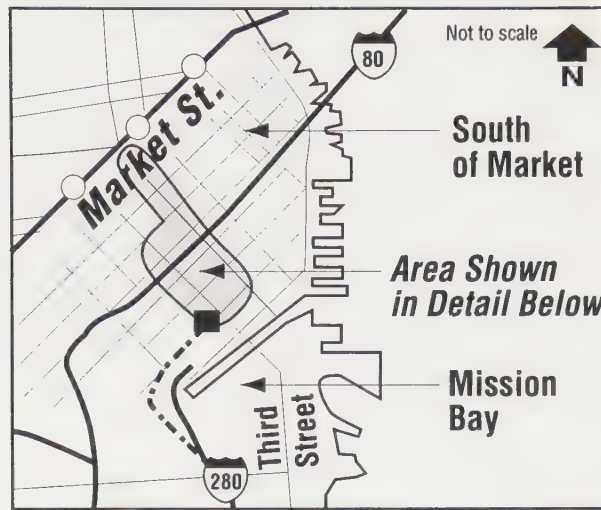 Not to scale
N
80
Market St.
South
of Market
Area Shown
in Detail Below
Mission
Bay
Third
Street
280